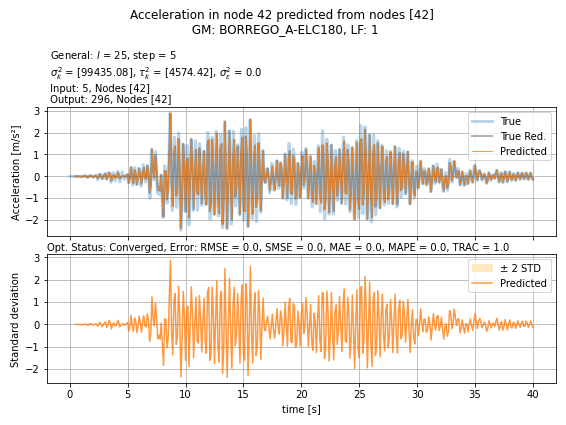 Acceleration in node 42 predicted from nodes [42]
GM: BORREGO_A-ELC180, LF: 1
General: l = 25, step = 5
σ²ₖ = [99435.08], τ²ₖ = [4574.42], σ²ε = 0.0
Input: 5, Nodes [42]
Output: 296, Nodes [42]
3
2
1
0
−1
−2
Acceleration [m/s²]
True
True Red.
Predicted
Opt. Status: Converged, Error: RMSE = 0.0, SMSE = 0.0, MAE = 0.0, MAPE = 0.0, TRAC = 1.0
3
2
1
0
−1
−2
Standard deviation
± 2 STD
Predicted
0 5 10 15 20 25 30 35 40
time [s]